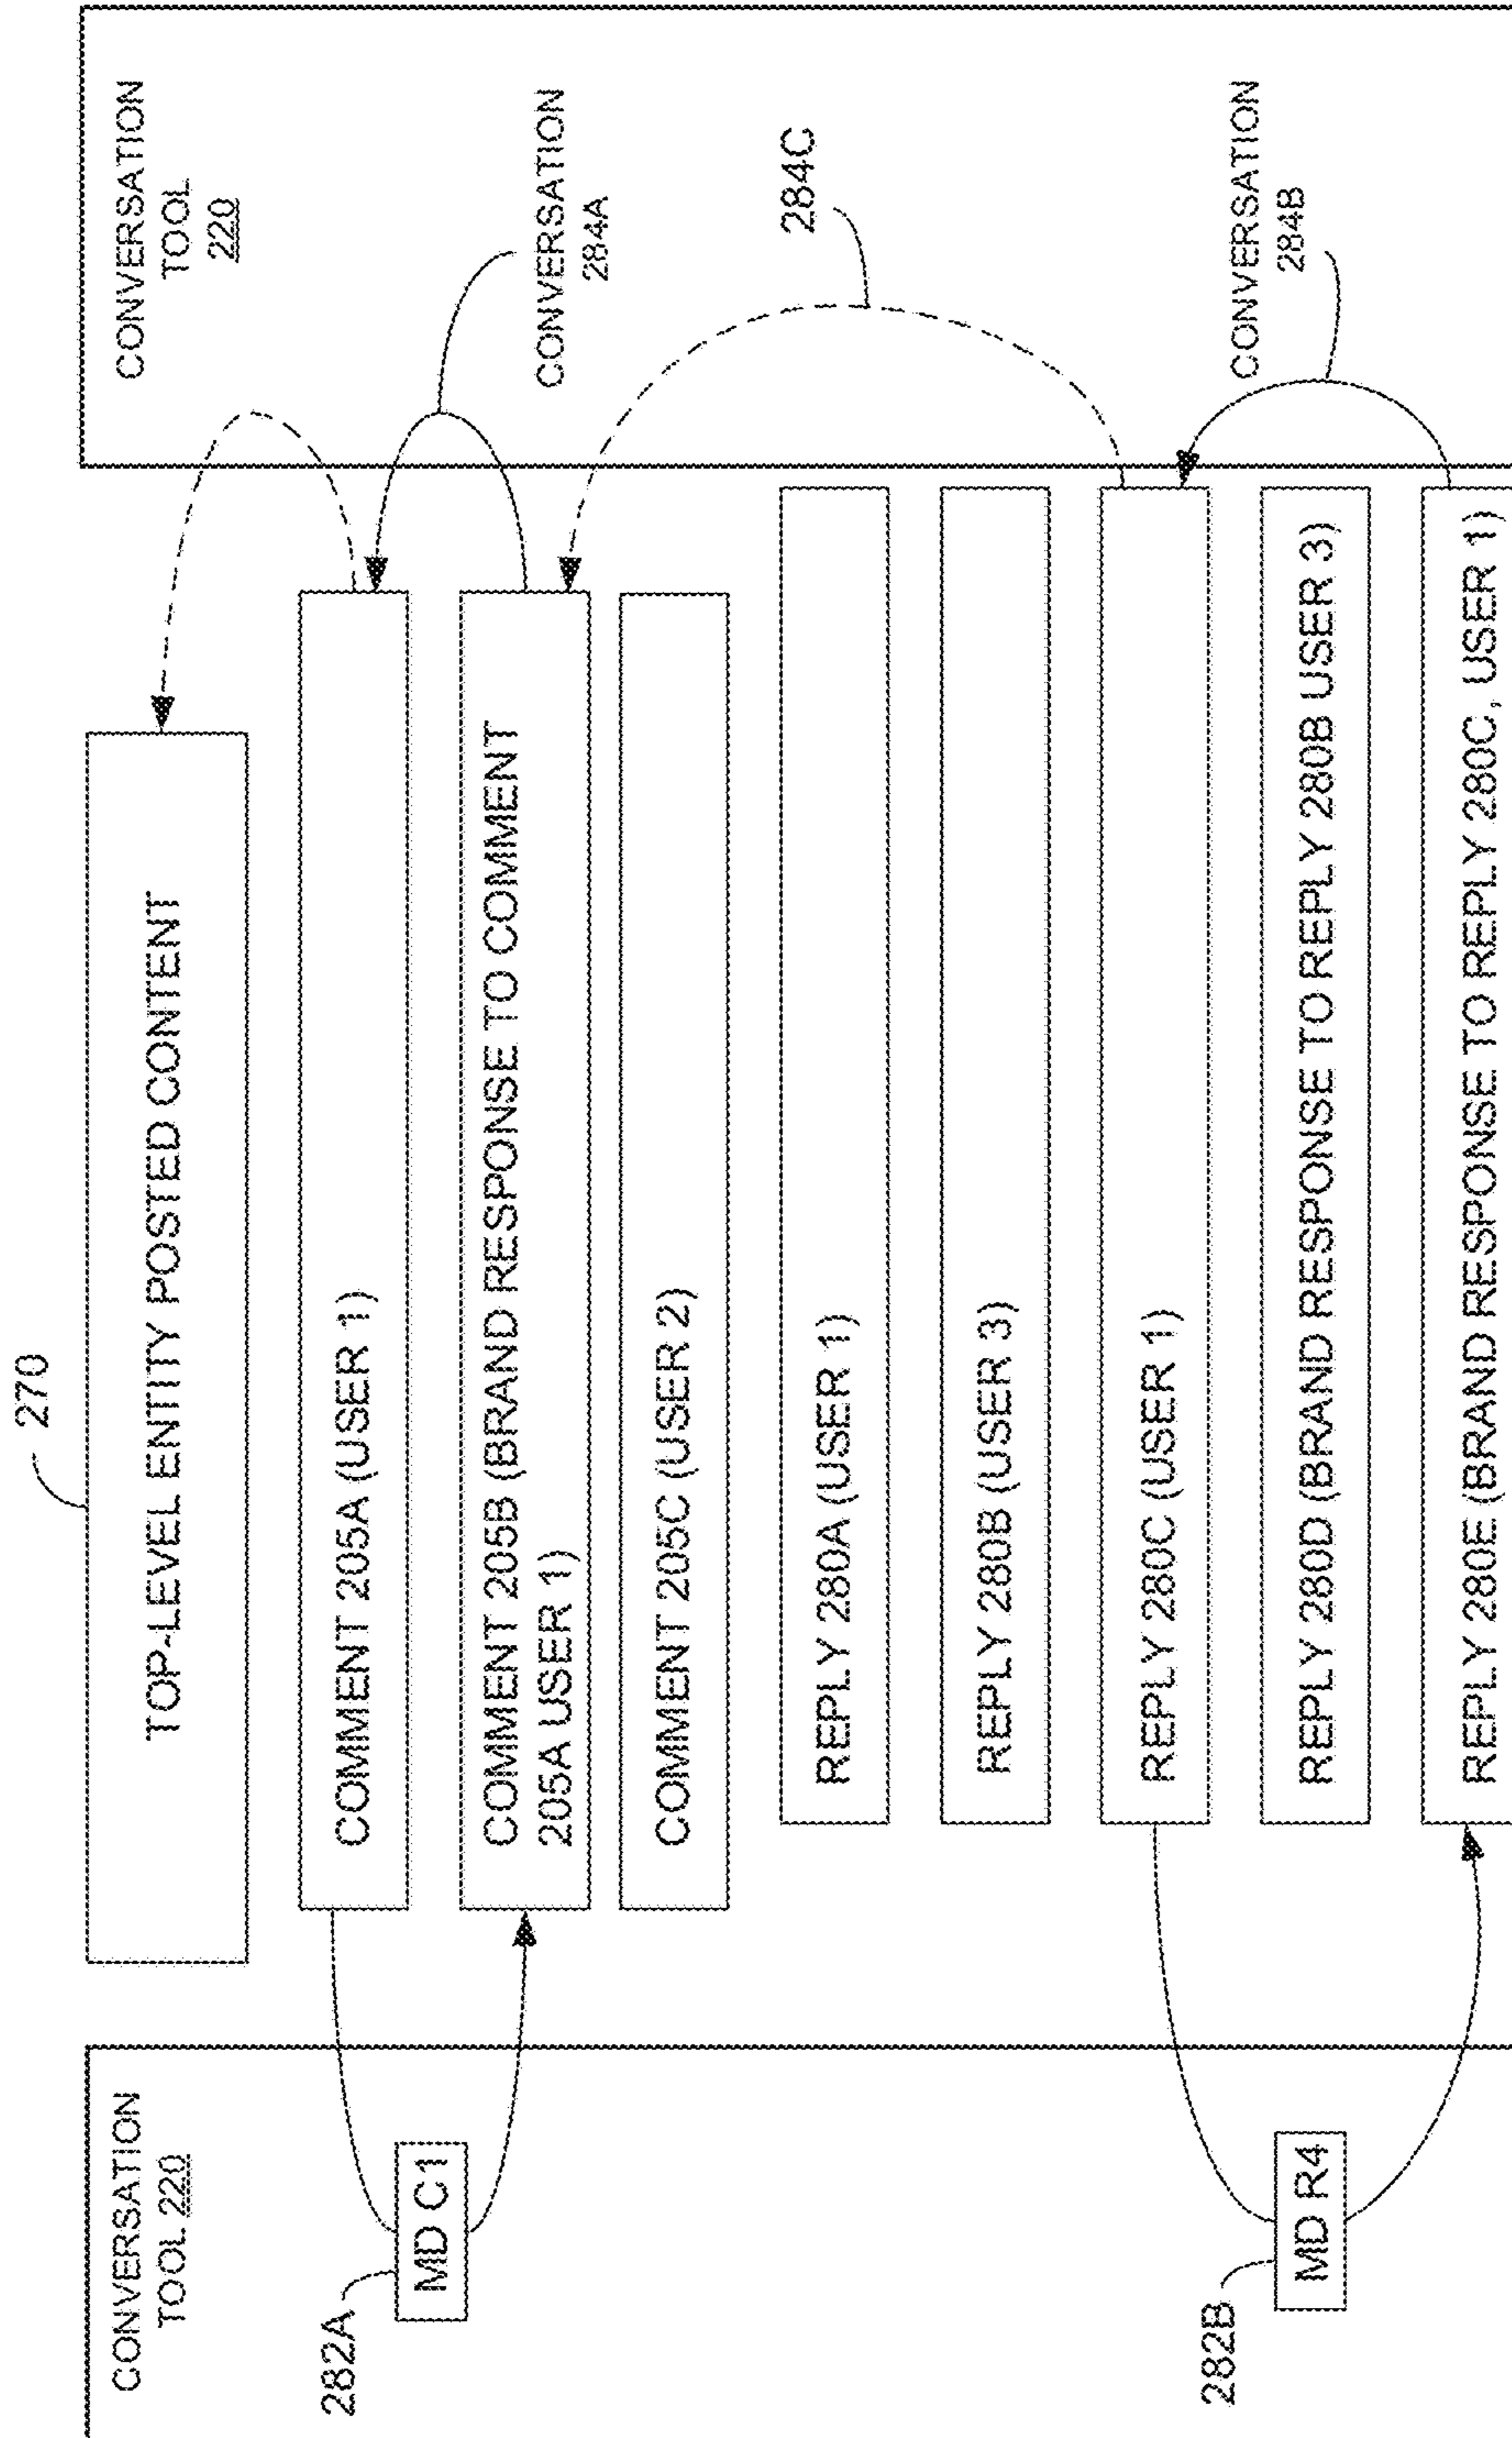 270
CONVERSATION
TOOL 220
TOP-LEVEL ENTITY POSTED CONTENT
CONVERSATION
TOOL
220
282A
MD C1
COMMENT 205A (USER 1)
COMMENT 205B (BRAND RESPONSE TO COMMENT
205A USER 1)
CONVERSATION
284A
COMMENT 205C (USER 2)
REPLY 280A (USER 1)
284C
REPLY 280B (USER 3)
REPLY 280C (USER 1)
282B
MD R4
REPLY 280D (BRAND RESPONSE TO REPLY 280B USER 3)
CONVERSATION
284B
REPLY 280E (BRAND RESPONSE TO REPLY 280C, USER 1)